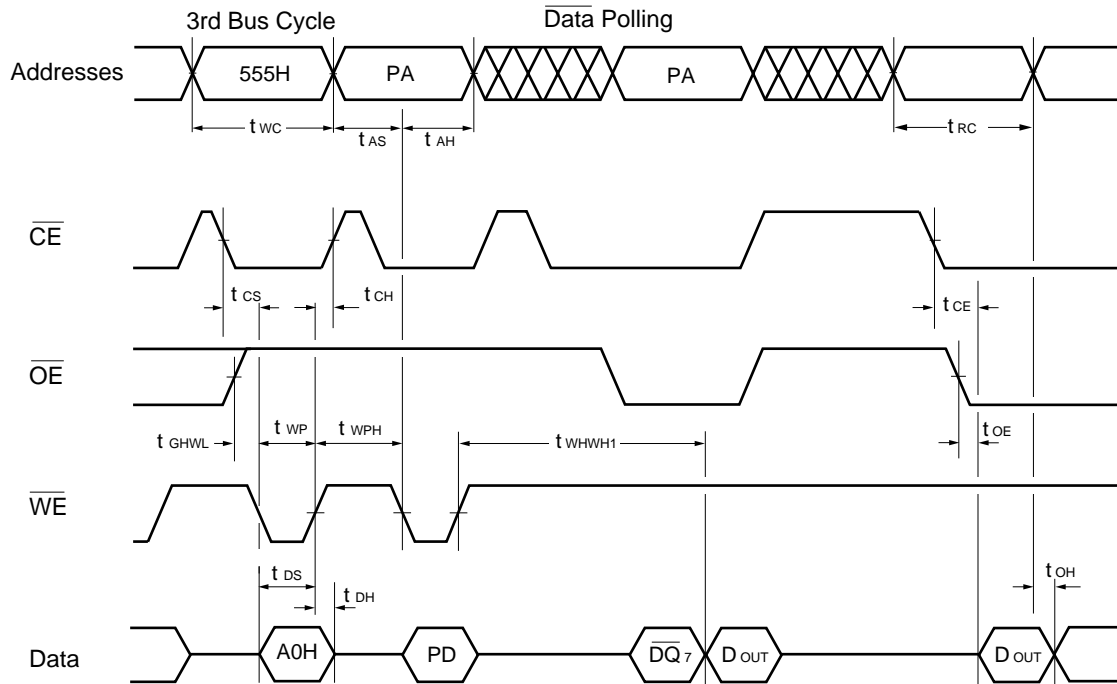 3rd Bus Cycle
Data Polling
Addresses
555H
PA
PA
t WC
t AS
t AH
t RC
CE
t CS
t CH
t CE
OE
t GHWL
t WP
t WPH
t WHWH1
t OE
WE
t DS
t DH
t OH
Data
A0H
PD
DQ 7
D OUT
D OUT